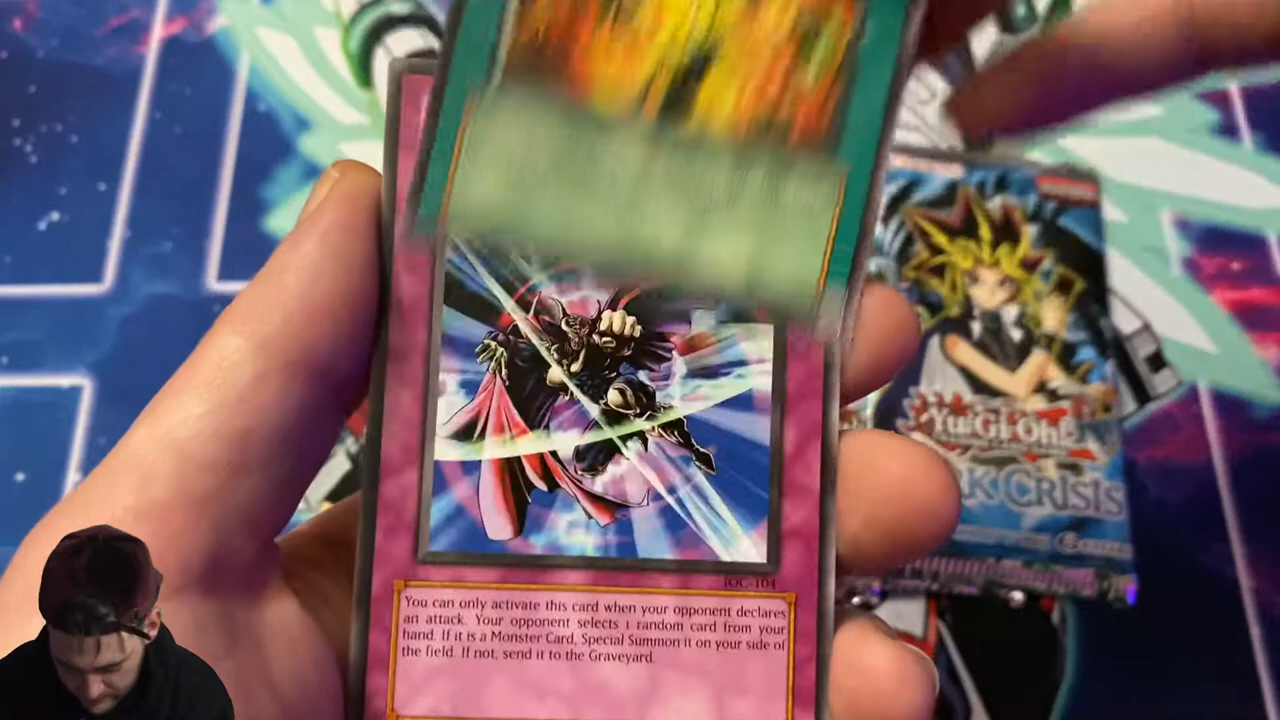 Yu-Gi-Oh!
CRISIS
IOC-104
You can only activate this card when your opponent declares
an attack. Your opponent selects 1 random card from your
hand. If it is a Monster Card, Special Summon it on your side of
the field. If not, send it to the Graveyard.